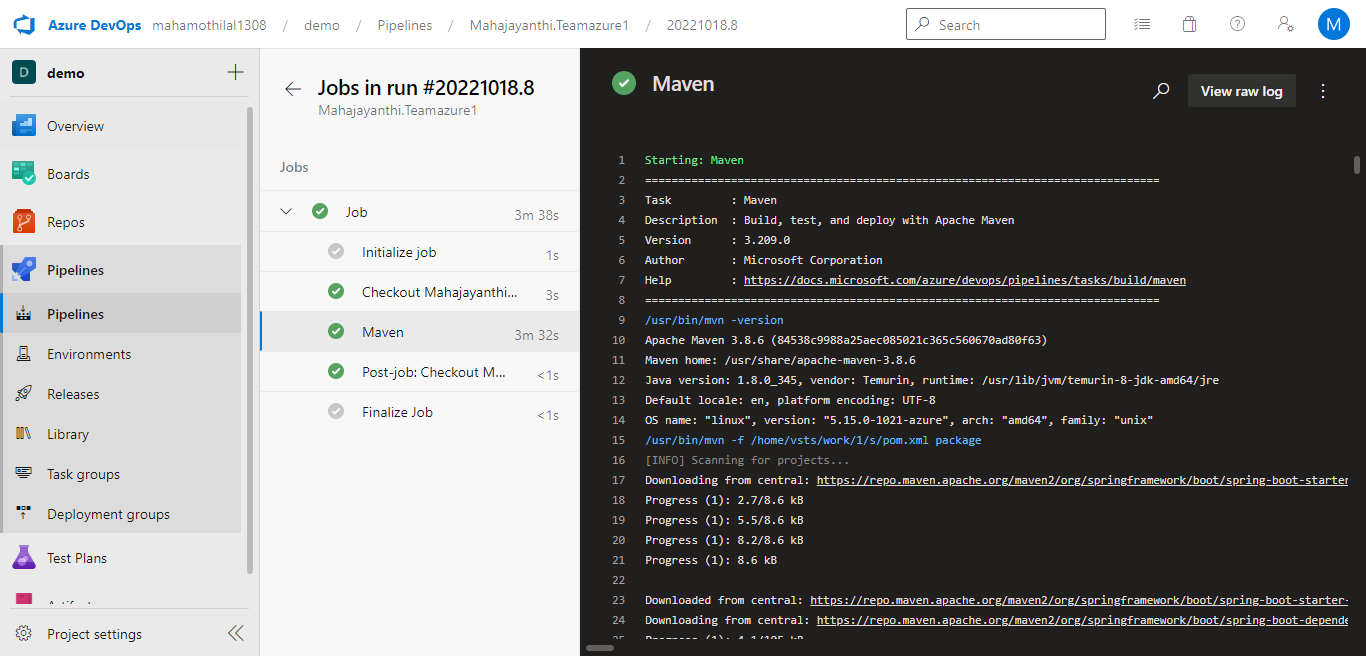 Azure DevOps mahamothilal1308 / demo / Pipelines / Mahajayanthi.Teamazure1 / 20221018.8
Search
M
D demo
Overview
Boards
Repos
Pipelines
Pipelines
Environments
Releases
Library
Task groups
Deployment groups
Test Plans
Project settings
Jobs in run #20221018.8
Mahajayanthi.Teamazure1
Jobs
Job 3m 38s
Initialize job 1s
Checkout Mahajayanthi... 3s
Maven 3m 32s
Post-job: Checkout M... <1s
Finalize Job <1s
Maven
View raw log
1 Starting: Maven
2 ==============================================================================
3 Task : Maven
4 Description : Build, test, and deploy with Apache Maven
5 Version : 3.209.0
6 Author : Microsoft Corporation
7 Help : https://docs.microsoft.com/azure/devops/pipelines/tasks/build/maven
8 ==============================================================================
9 /usr/bin/mvn -version
10 Apache Maven 3.8.6 (84538c9988a25aec085021c365c560670ad80f63)
11 Maven home: /usr/share/apache-maven-3.8.6
12 Java version: 1.8.0_345, vendor: Temurin, runtime: /usr/lib/jvm/temurin-8-jdk-amd64/jre
13 Default locale: en, platform encoding: UTF-8
14 OS name: "linux", version: "5.15.0-1021-azure", arch: "amd64", family: "unix"
15 /usr/bin/mvn -f /home/vsts/work/1/s/pom.xml package
16 [INFO] Scanning for projects...
17 Downloading from central: https://repo.maven.apache.org/maven2/org/springframework/boot/spring-boot-starter
18 Progress (1): 2.7/8.6 kB
19 Progress (1): 5.5/8.6 kB
20 Progress (1): 8.2/8.6 kB
21 Progress (1): 8.6 kB
22
23 Downloaded from central: https://repo.maven.apache.org/maven2/org/springframework/boot/spring-boot-starter-
24 Downloading from central: https://repo.maven.apache.org/maven2/org/springframework/boot/spring-boot-depende